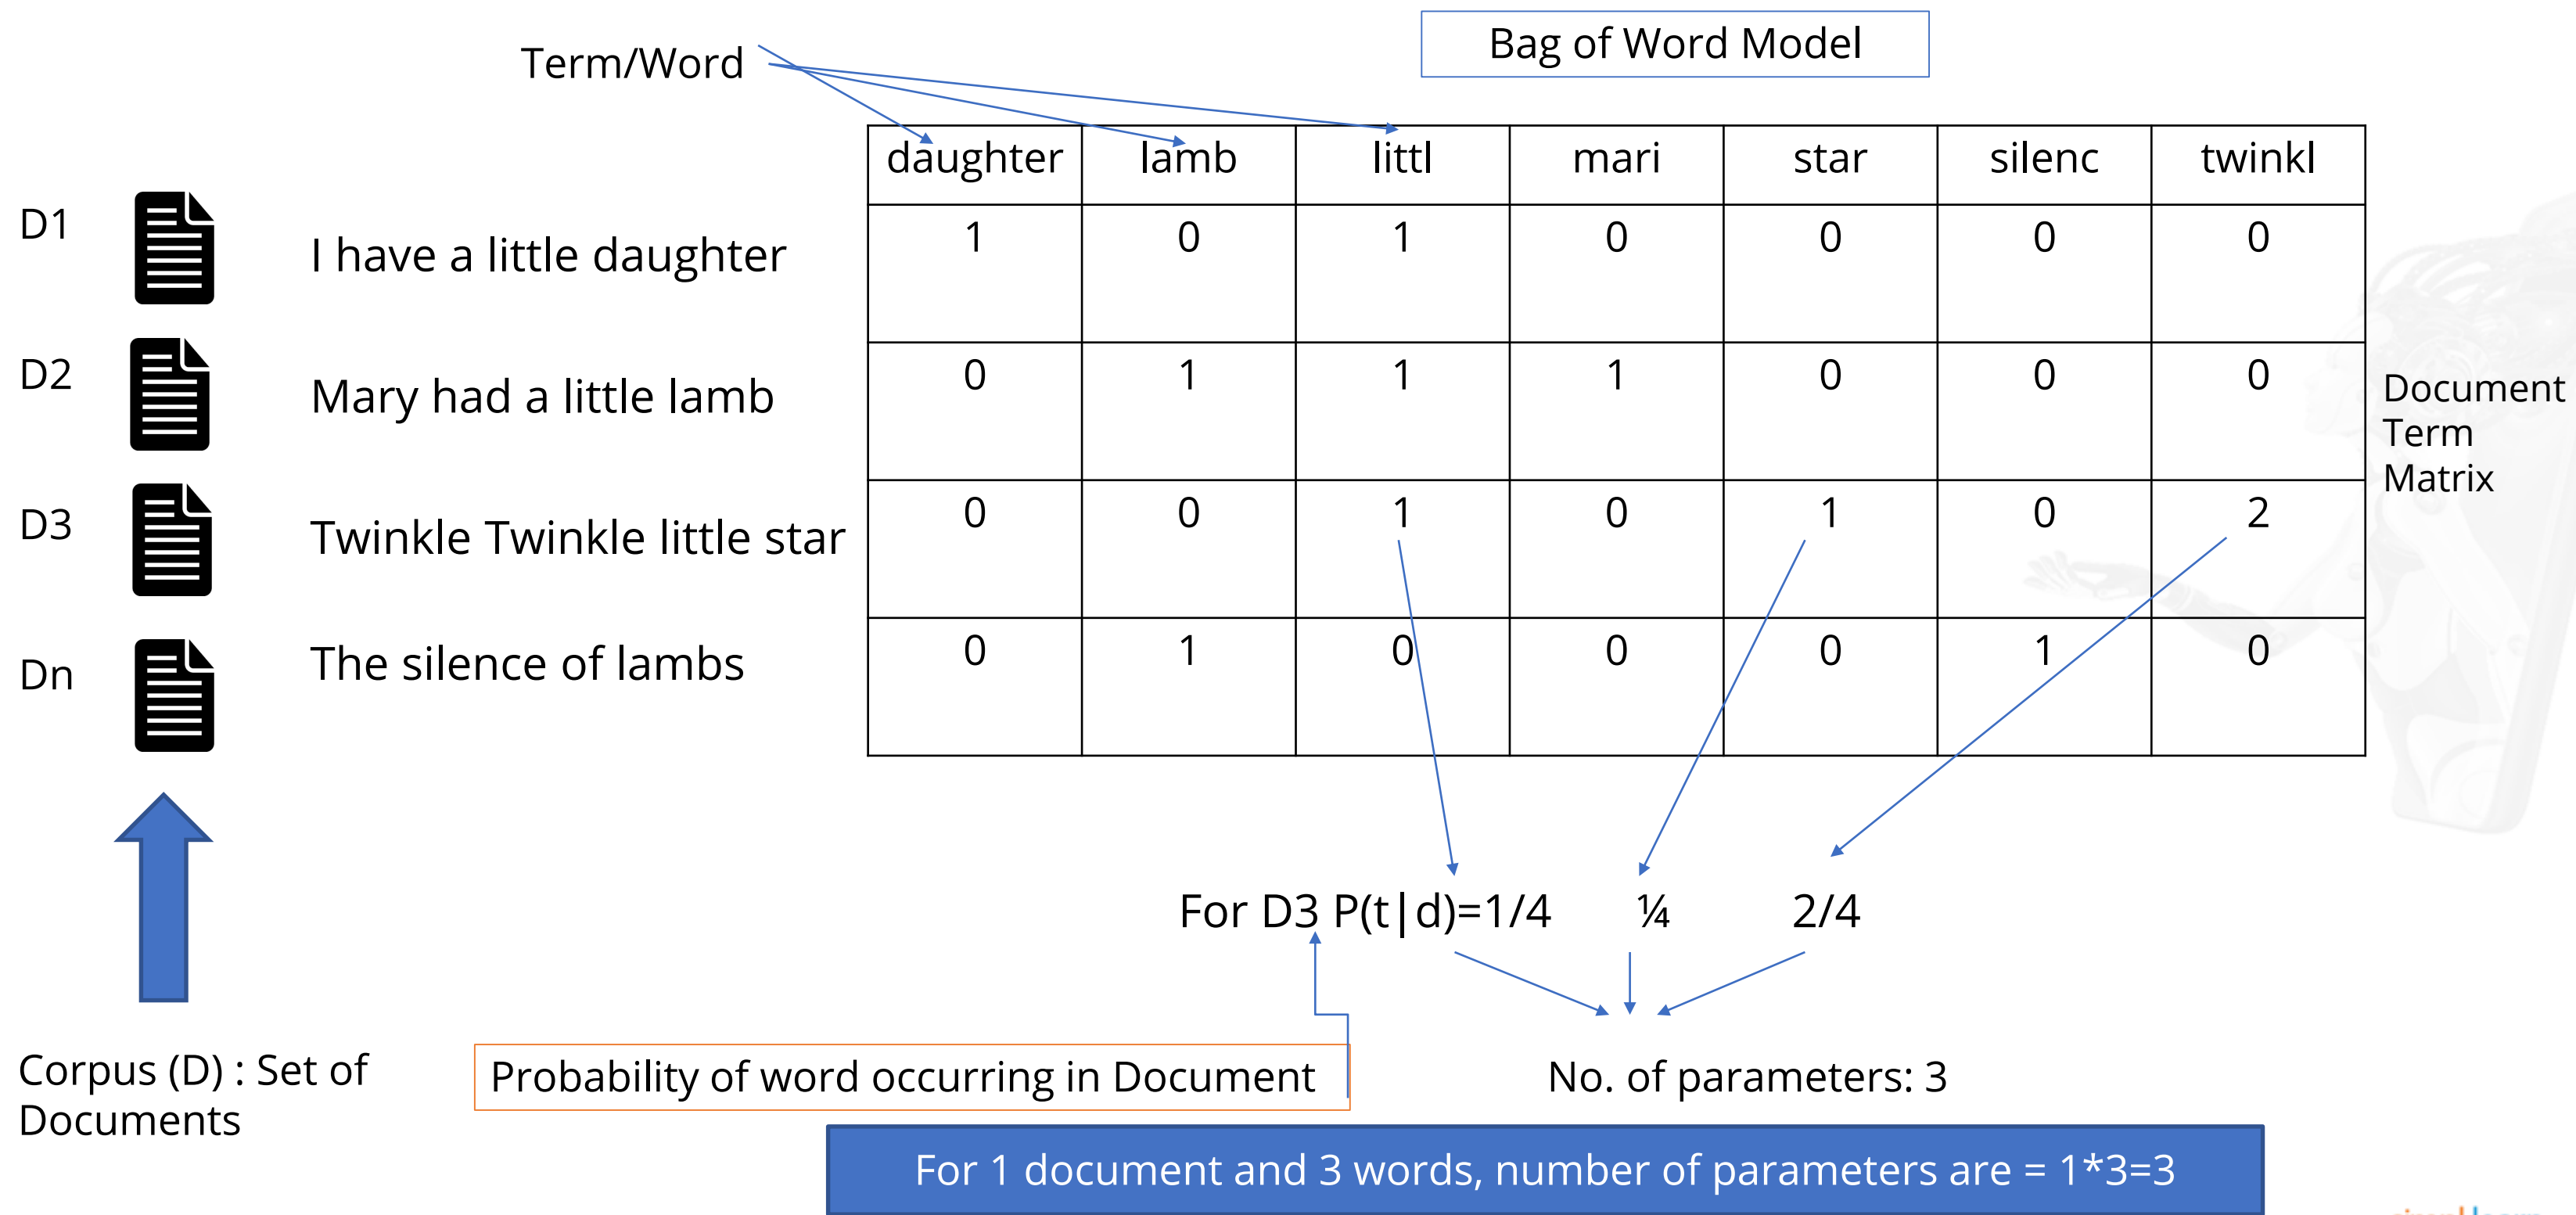 Bag of Word Model
Term/Word
daughter lamb littl mari star silenc twinkl
D1 I have a little daughter 1 0 1 0 0 0 0
D2 Mary had a little lamb 0 1 1 1 0 0 0
D3 Twinkle Twinkle little star 0 0 1 0 1 0 2
Dn The silence of lambs 0 1 0 0 0 1 0
Document
Term
Matrix
For D3 P(t|d)=1/4 ¼ 2/4
Corpus (D) : Set of
Documents
Probability of word occurring in Document
No. of parameters: 3
For 1 document and 3 words, number of parameters are = 1*3=3